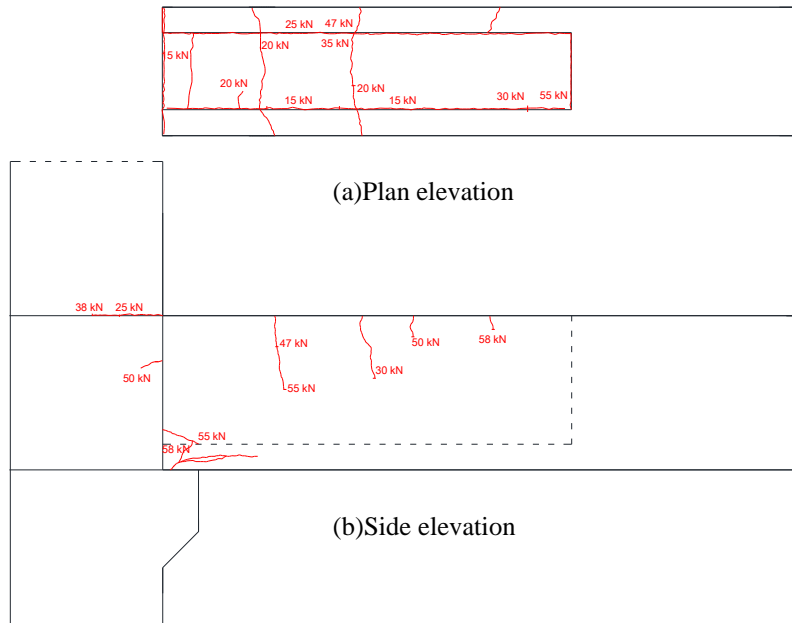 25 kN 47 kN
5 kN 20 kN 35 kN
20 kN 20 kN
15 kN 15 kN 30 kN 55 kN
(a)Plan elevation
38 kN 25 kN
50 kN 58 kN
47 kN
50 kN 30 kN
55 kN
55 kN
58 kN
(b)Side elevation